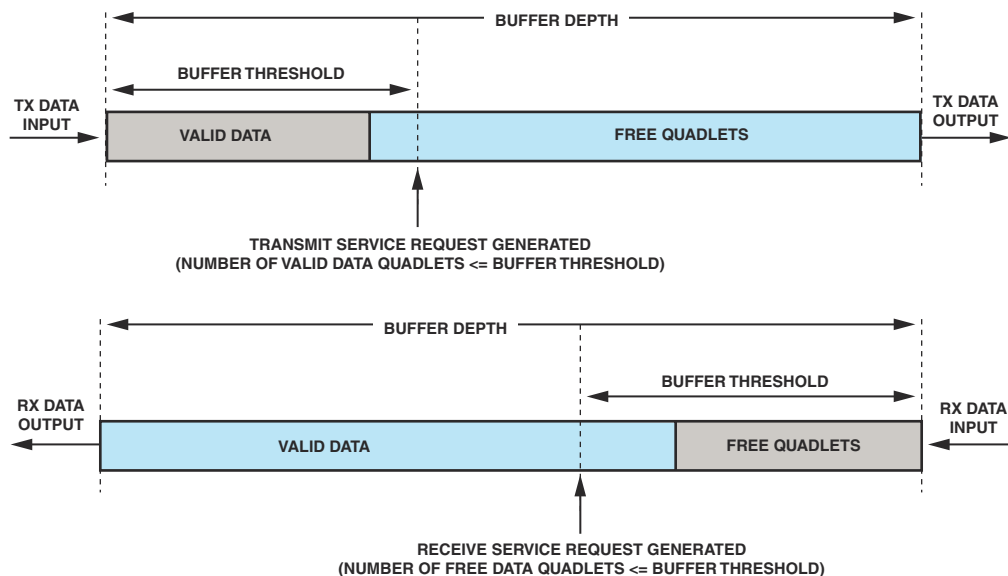 BUFFER DEPTH
BUFFER THRESHOLD
TX DATA
INPUT
TX DATA
OUTPUT
VALID DATA
FREE QUADLETS
TRANSMIT SERVICE REQUEST GENERATED
(NUMBER OF VALID DATA QUADLETS <= BUFFER THRESHOLD)
BUFFER DEPTH
BUFFER THRESHOLD
RX DATA
OUTPUT
RX DATA
INPUT
VALID DATA
FREE QUADLETS
RECEIVE SERVICE REQUEST GENERATED
(NUMBER OF FREE DATA QUADLETS <= BUFFER THRESHOLD)